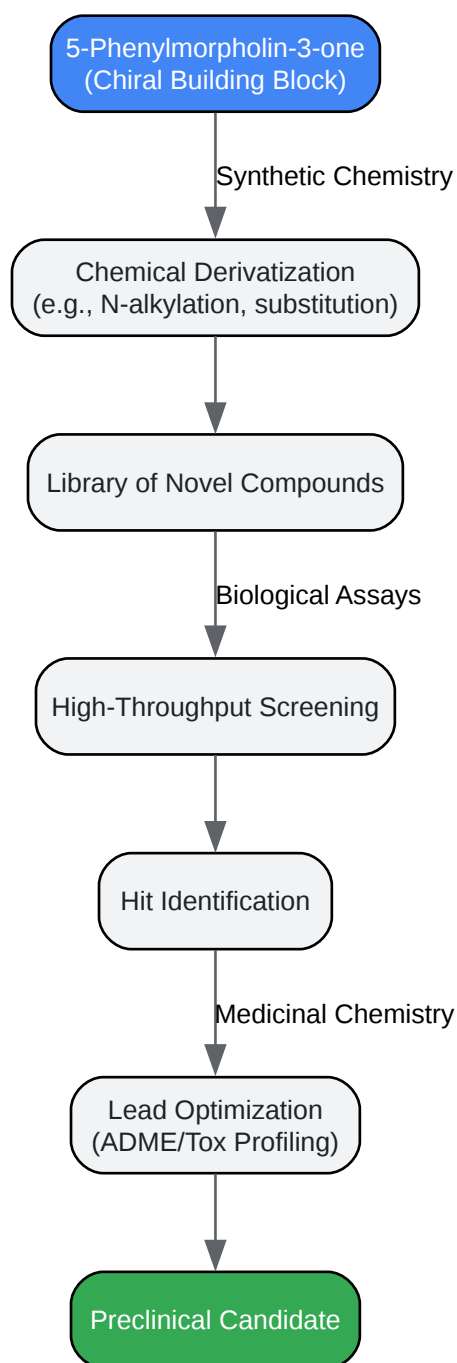 5-Phenylmorpholin-3-one
(Chiral Building Block)
Synthetic Chemistry
Chemical Derivatization
(e.g., N-alkylation, substitution)
Library of Novel Compounds
Biological Assays
High-Throughput Screening
Hit Identification
Medicinal Chemistry
Lead Optimization
(ADME/Tox Profiling)
Preclinical Candidate